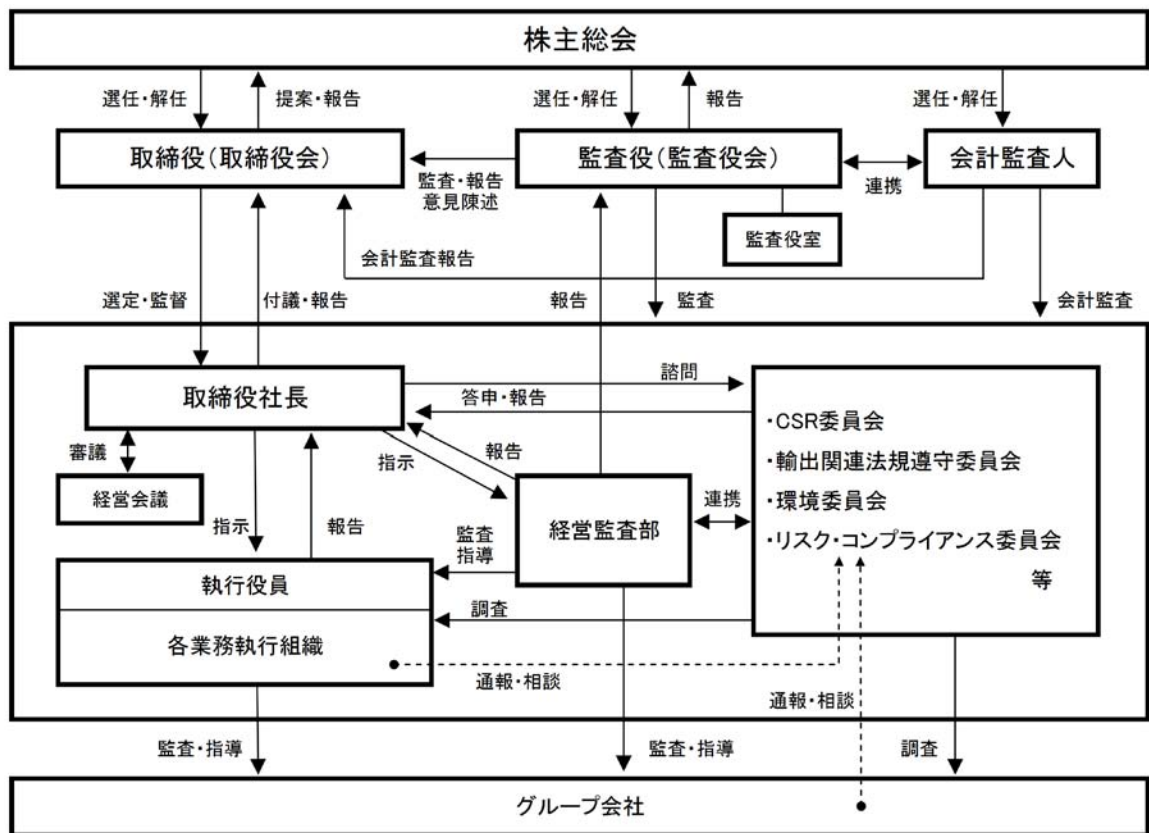 株主総会
選任・解任
提案・報告
選任・解任
報告
選任・解任
取締役(取締役会)
監査役(監査役会)
会計監査人
監査・報告
意見陳述
連携
監査役室
会計監査報告
選定・監督
付議・報告
報告
監査
会計監査
取締役社長
諮問
答申・報告
審議
指示
報告
経営会議
・CSR委員会
・輸出関連法規遵守委員会
・環境委員会
・リスク・コンプライアンス委員会
等
連携
経営監査部
指示
報告
監査
指導
執行役員
調査
各業務執行組織
通報・相談
通報・相談
監査・指導
監査・指導
調査
グループ会社